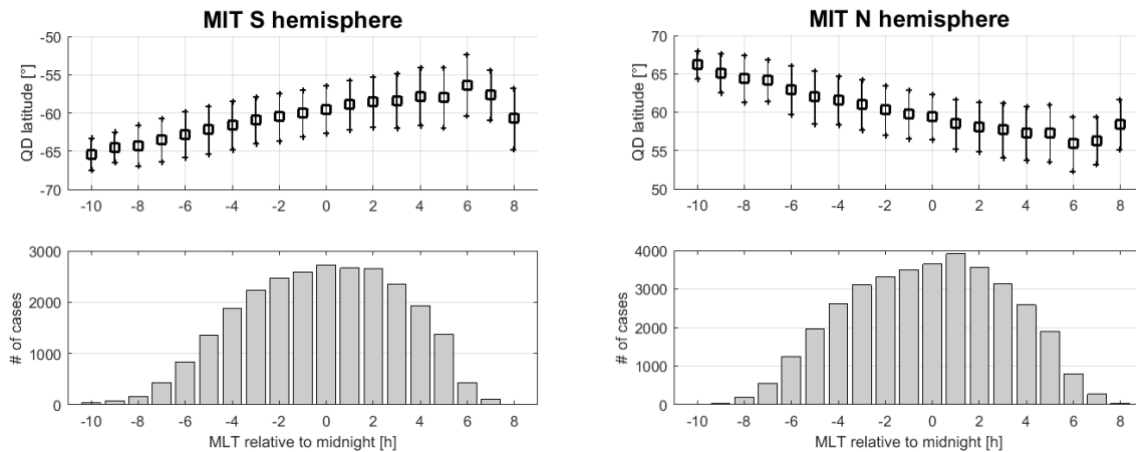 MIT S hemisphere
-50
-55
-60
-65
-70
QD latitude [°]
-10 -8 -6 -4 -2 0 2 4 6 8
3000
2000
1000
0
# of cases
-10 -8 -6 -4 -2 0 2 4 6 8
MLT relative to midnight [h]
MIT N hemisphere
70
65
60
55
50
QD latitude [°]
-10 -8 -6 -4 -2 0 2 4 6 8
4000
3000
2000
1000
0
# of cases
-10 -8 -6 -4 -2 0 2 4 6 8
MLT relative to midnight [h]